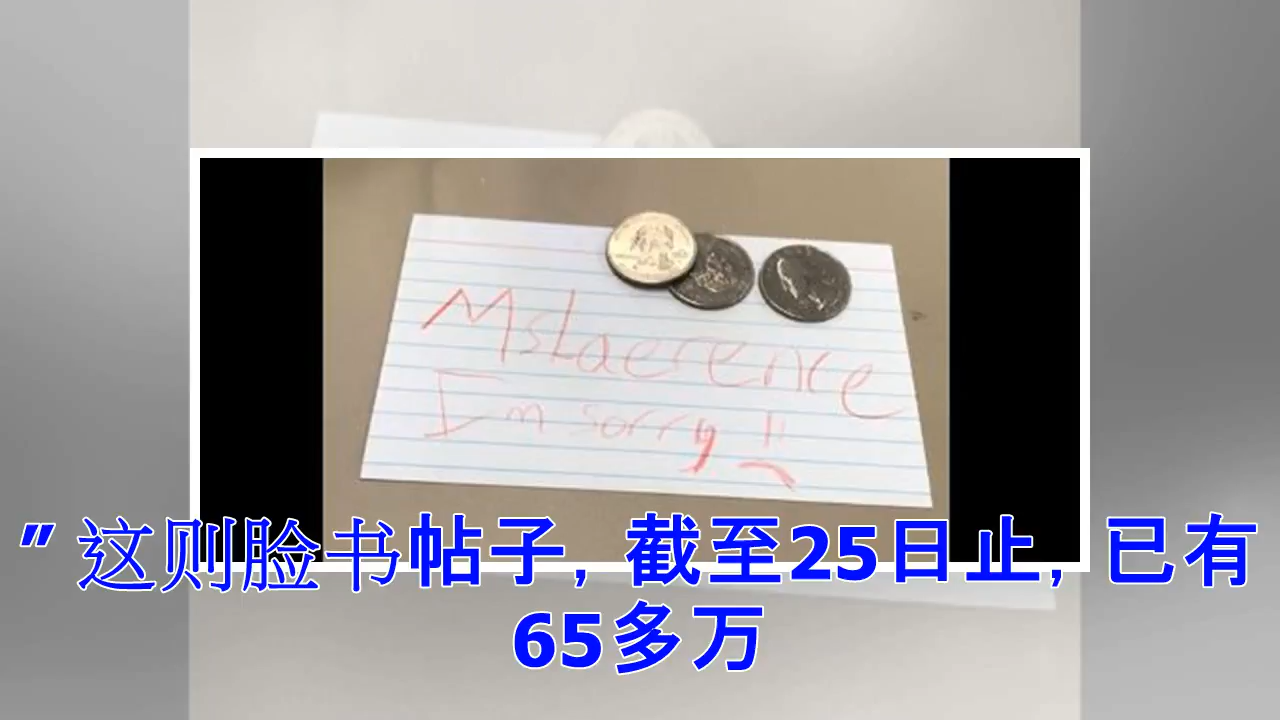 MsLaerence
Im sorry !!
" 这则脸书帖子, 截至25日止, 已有
65多万